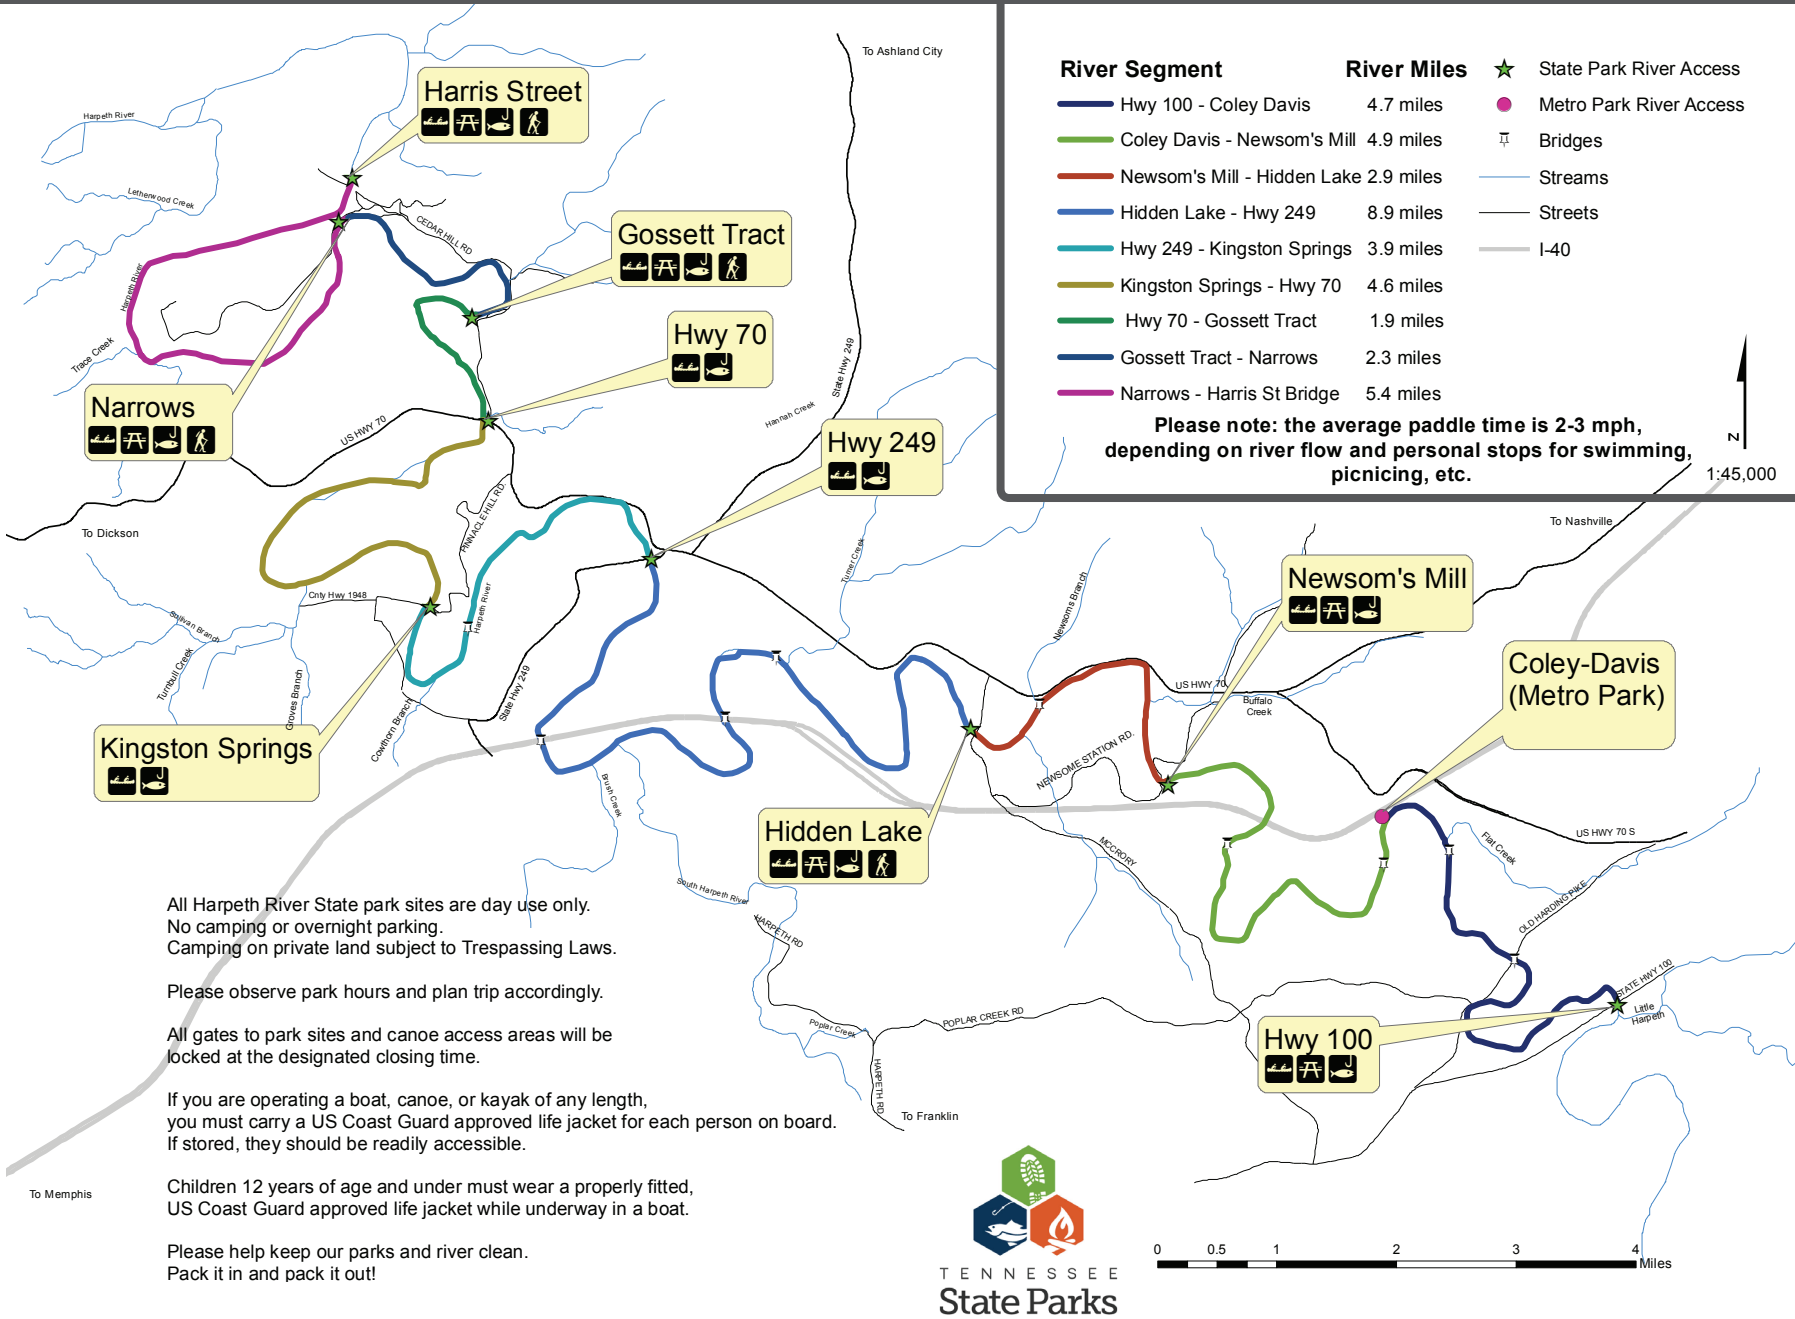 To Ashland City
River Segment River Miles
Hwy 100 - Coley Davis 4.7 miles
Coley Davis - Newsom's Mill 4.9 miles
Newsom's Mill - Hidden Lake 2.9 miles
Hidden Lake - Hwy 249 8.9 miles
Hwy 249 - Kingston Springs 3.9 miles
Kingston Springs - Hwy 70 4.6 miles
Hwy 70 - Gossett Tract 1.9 miles
Gossett Tract - Narrows 2.3 miles
Narrows - Harris St Bridge 5.4 miles
State Park River Access
Metro Park River Access
Bridges
Streams
Streets
I-40
Please note: the average paddle time is 2-3 mph,
depending on river flow and personal stops for swimming,
picnicing, etc.
N
1:45,000
Harris Street
Harpeth River
Letherwood Creek
CEDAR HILL RD
Gossett Tract
Harpeth River
Hwy 70
Trace Creek
State Hwy 249
Narrows
US HWY 70
Hannah Creek
Hwy 249
To Dickson
PINNACLE HILL RD.
To Nashville
Turner Creek
Newsoms Branch
Newsom's Mill
Cnty Hwy 1948
Harpeth River
Sullivan Branch
Turnbull Creek
Groves Branch
Cowthorn Branch
State Hwy 249
US HWY 70
Buffalo
Creek
Coley-Davis
(Metro Park)
Kingston Springs
NEWSOME STATION RD.
Brush Creek
Hidden Lake
MCCRORY
US HWY 70 S
Flat Creek
South Harpeth River
HARPETH RD
OLD HARDING PIKE
STATE HWY 100
Little
Harpeth
Hwy 100
POPLAR CREEK RD
Poplar Creek
HARPETH RD
To Franklin
All Harpeth River State park sites are day use only.
No camping or overnight parking.
Camping on private land subject to Trespassing Laws.
Please observe park hours and plan trip accordingly.
All gates to park sites and canoe access areas will be
locked at the designated closing time.
If you are operating a boat, canoe, or kayak of any length,
you must carry a US Coast Guard approved life jacket for each person on board.
If stored, they should be readily accessible.
Children 12 years of age and under must wear a properly fitted,
US Coast Guard approved life jacket while underway in a boat.
Please help keep our parks and river clean.
Pack it in and pack it out!
To Memphis
TENNESSEE
State Parks
0 0.5 1 2 3 4
Miles